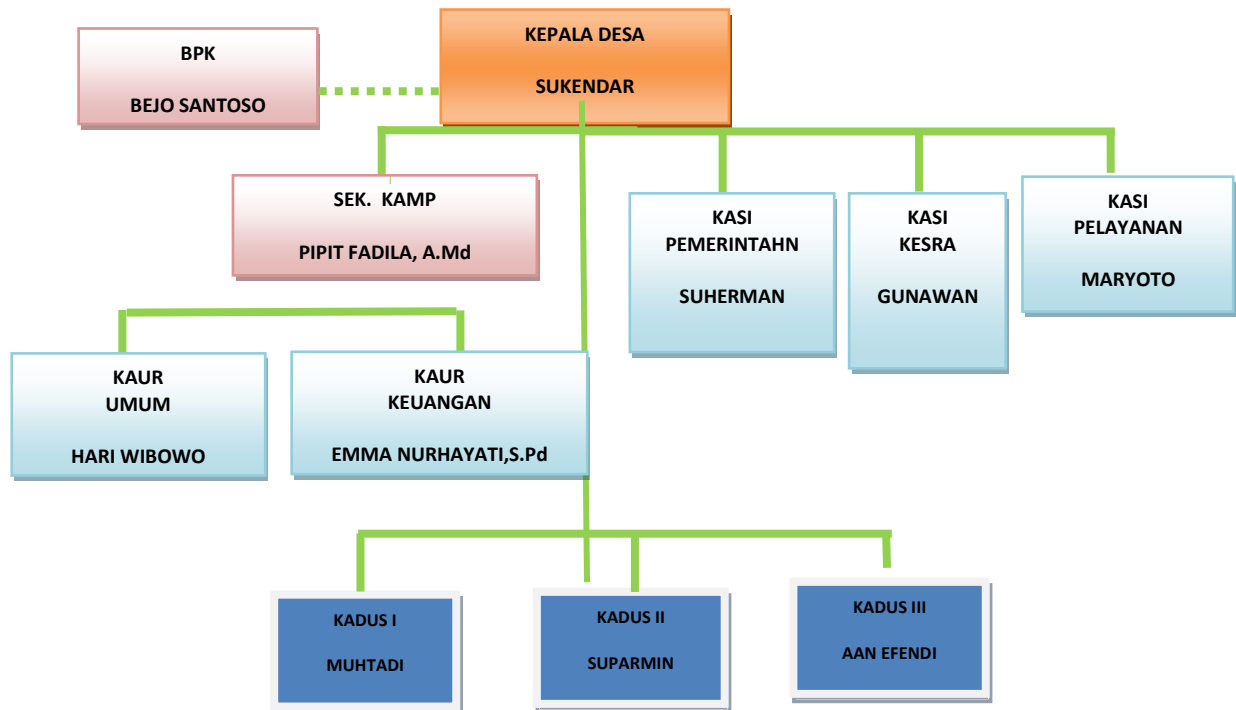 BPK
BEJO SANTOSO
KEPALA DESA
SUKENDAR
SEK. KAMP
PIPIT FADILA, A.Md
KASI
PEMERINTAHN
SUHERMAN
KASI
KESRA
GUNAWAN
KASI
PELAYANAN
MARYOTO
KAUR
UMUM
HARI WIBOWO
KAUR
KEUANGAN
EMMA NURHAYATI,S.Pd
KADUS I
MUHTADI
KADUS II
SUPARMIN
KADUS III
AAN EFENDI